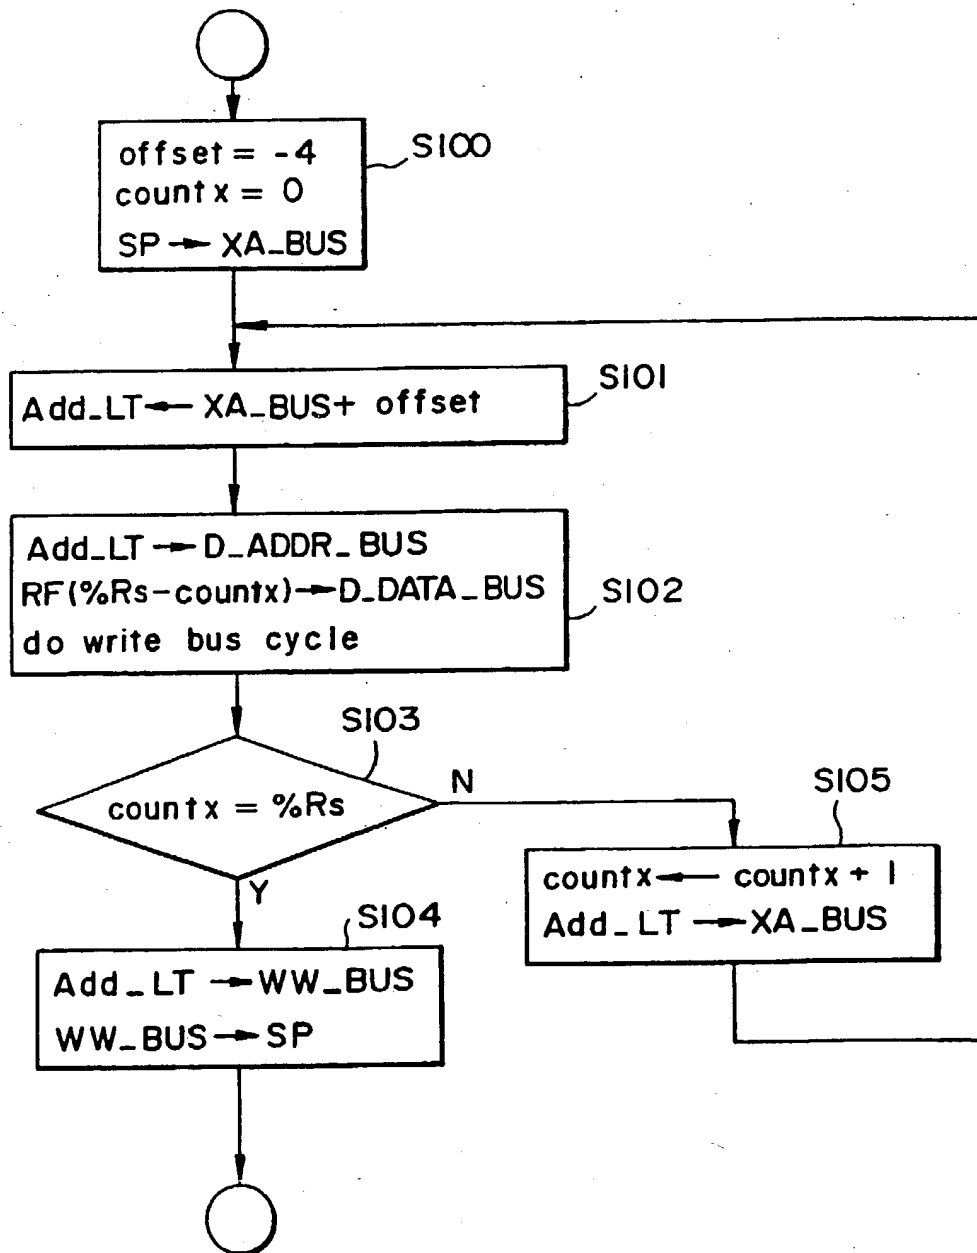 offset = -4
countx = 0
SP → XA_BUS
S100
Add_LT ← XA_BUS + offset
S101
Add_LT → D_ADDR_BUS
RF(%Rs-countx) → D_DATA_BUS
do write bus cycle
S102
S103
countx = %Rs
N
Y
S105
countx ← countx + 1
Add_LT → XA_BUS
S104
Add_LT → WW_BUS
WW_BUS → SP